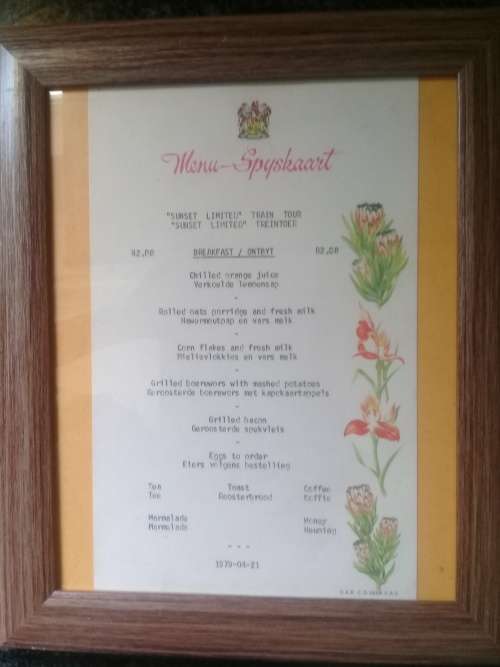 Menu-Spyskaart
"SUNSET LIMITED" TRAIN TOUR
"SUNSET LIMITED" TREINTOER
R2,00 BREAKFAST / ONTBYT R2,00
Chilled orange juice
Verkoelde lemoensap
-
Rolled oats porridge and fresh milk
Hawermoutpap en vars melk
-
Corn flakes and fresh milk
Mielievlokkies en vars melk
-
Grilled boerewors with mashed potatoes
Geroosterde boerewors met kapokaartappels
-
Grilled bacon
Geroosterde spekvleis
-
Eggs to order
Eiers volgens bestelling
Tea Toast Coffee
Tee Roosterbrood Koffie
Marmalade Honey
Marmelade Heuning
- - -
1979-04-21